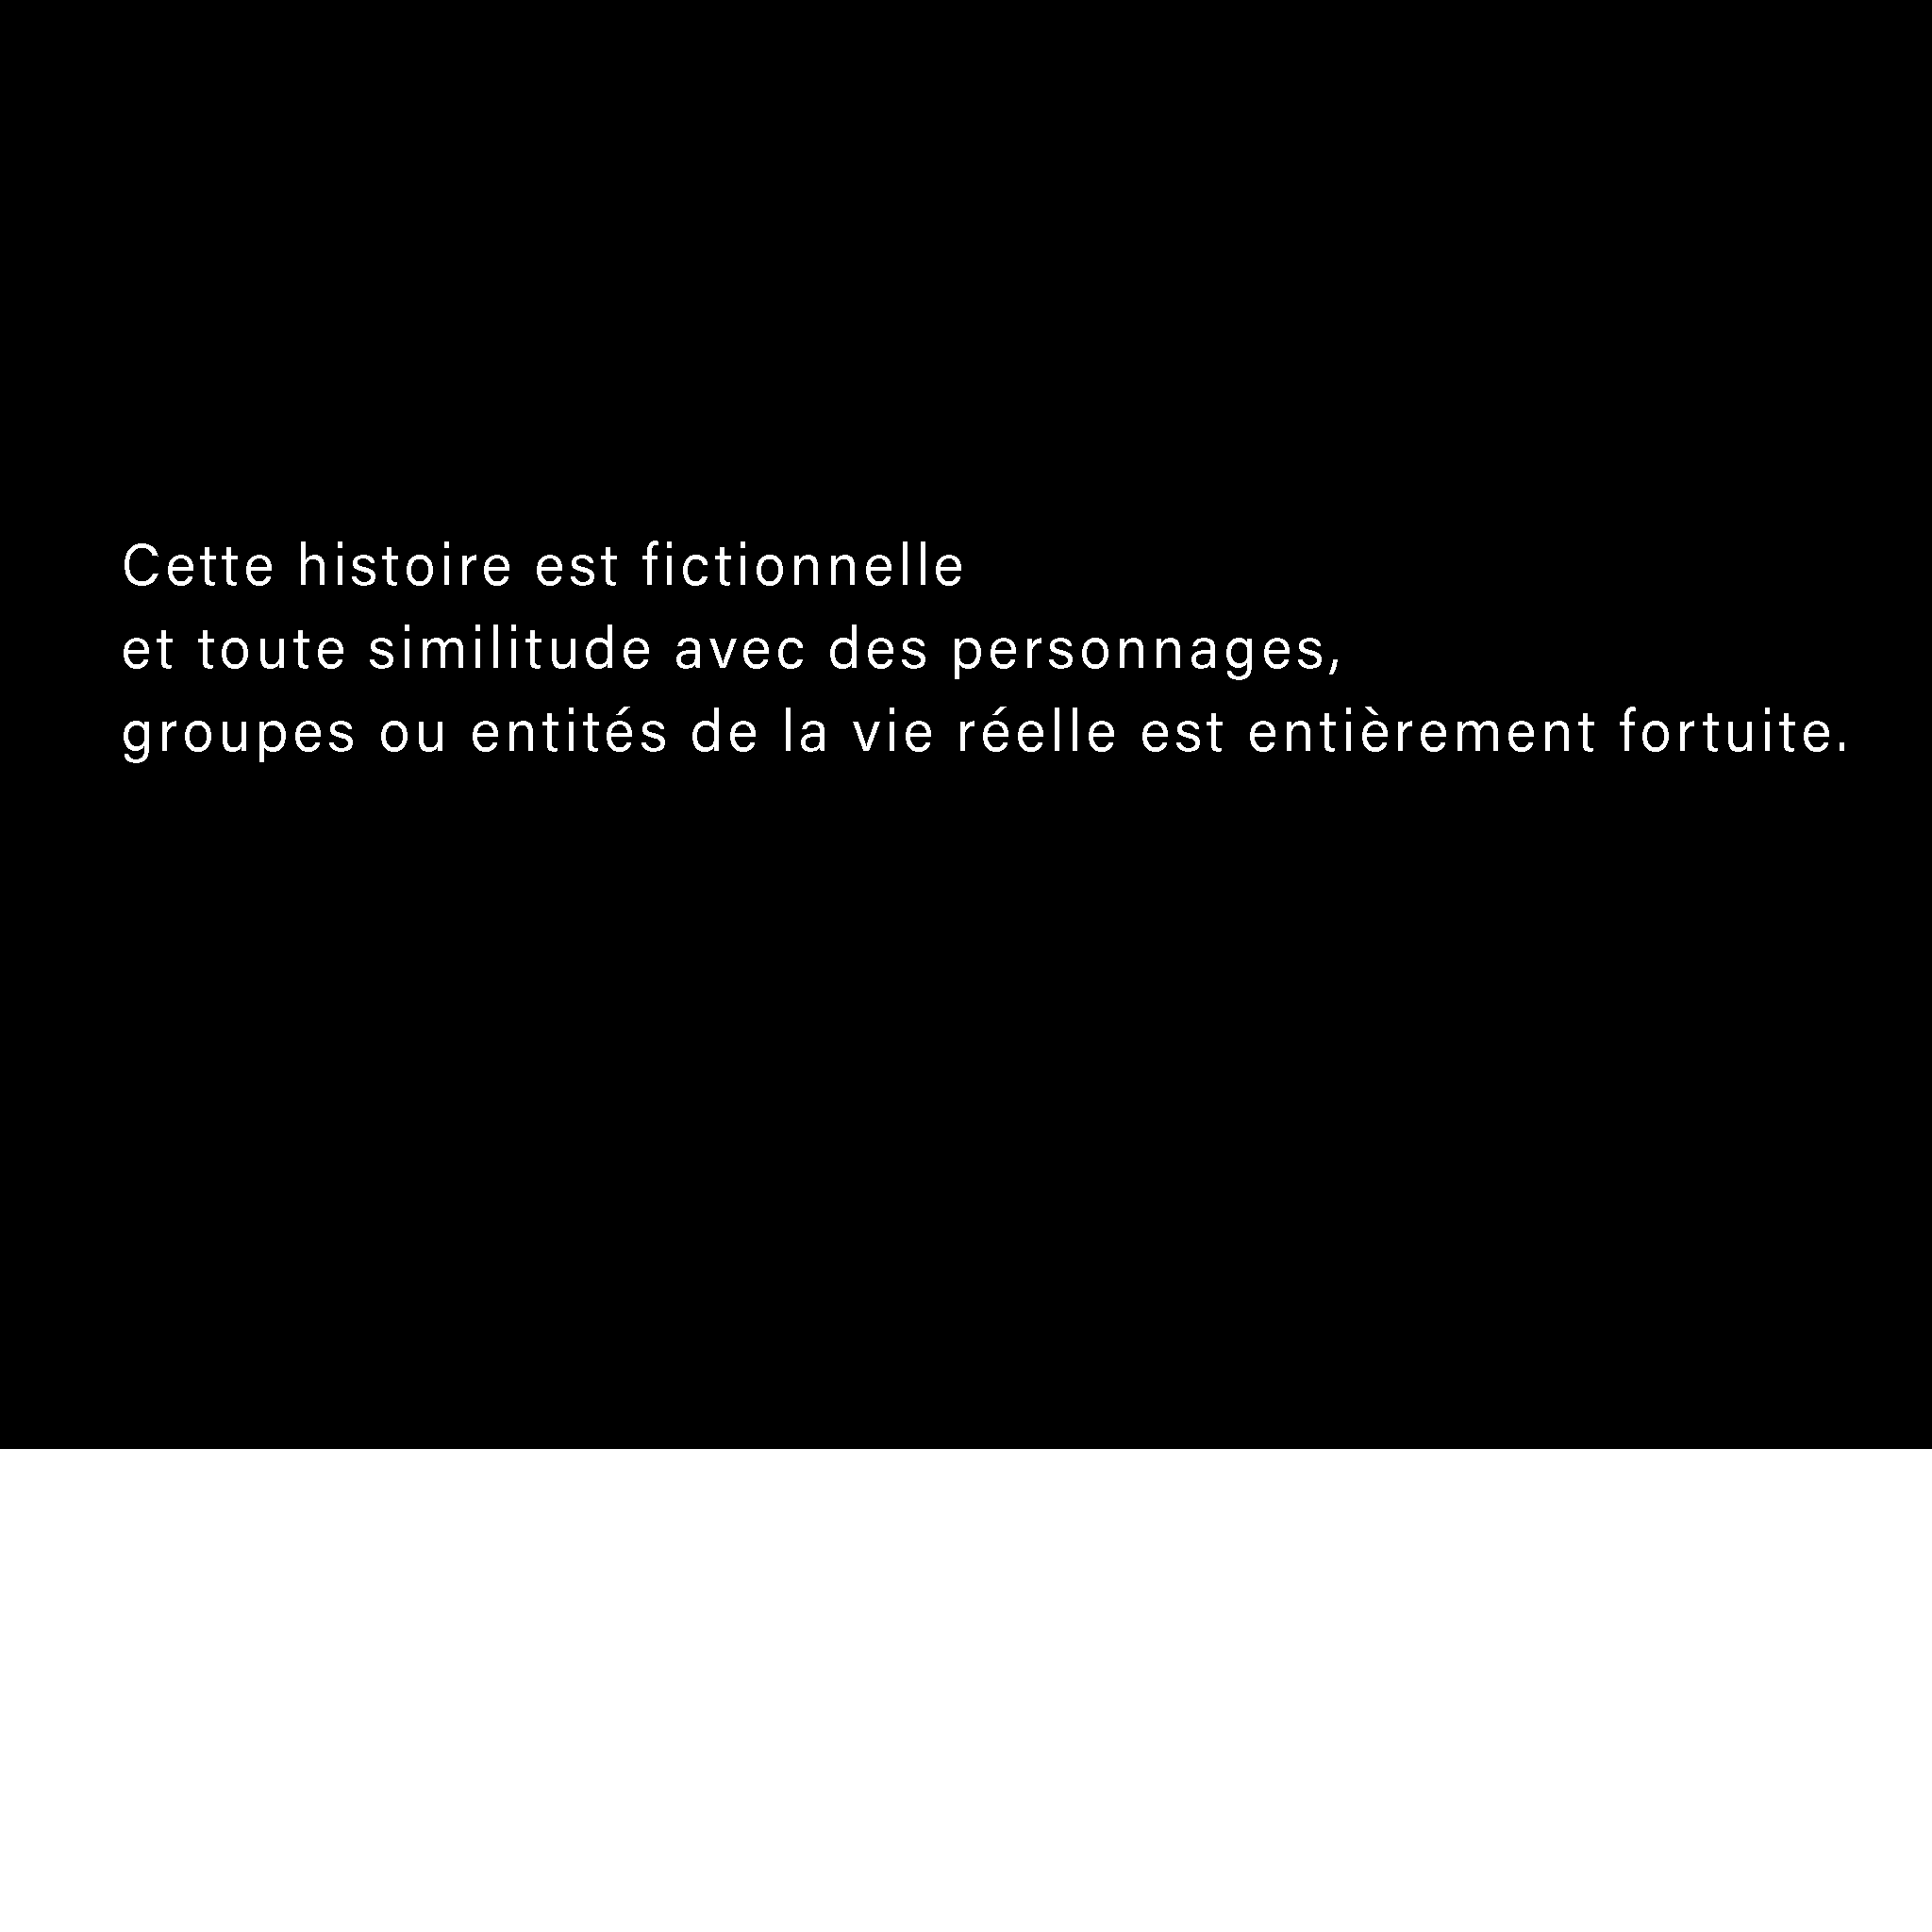 Cette histoire est fictionnelle
et toute similitude avec des personnages,
groupes ou entités de la vie réelle est entièrement fortuite.